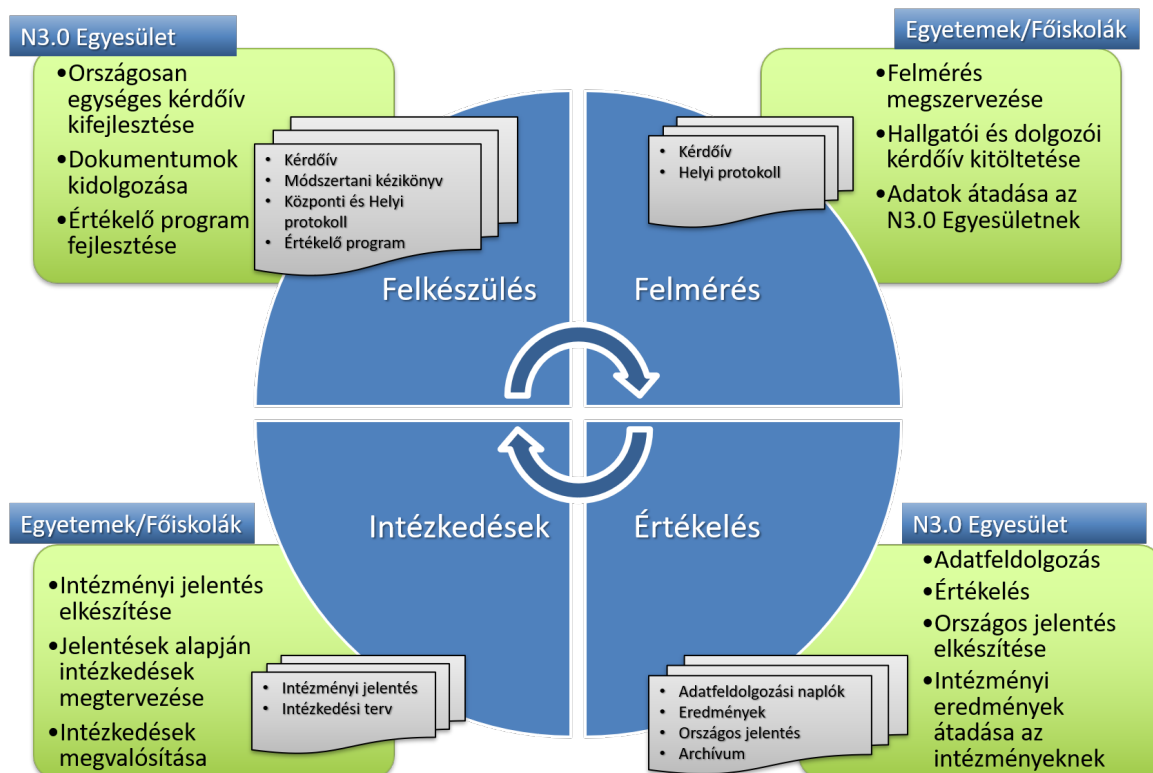 N3.0 Egyesület
•Országosan
egységes kérdőív
kifejlesztése
•Dokumentumok
kidolgozása
•Értékelő program
fejlesztése
• Kérdőív
• Módszertani kézikönyv
• Központi és Helyi
protokoll
• Értékelő program
Felkészülés
Egyetemek/Főiskolák
•Felmérés
megszervezése
•Hallgatói és dolgozói
kérdőív kitöltetése
•Adatok átadása az
N3.0 Egyesületnek
• Kérdőív
• Helyi protokoll
Felmérés
Egyetemek/Főiskolák
•Intézményi jelentés
elkészítése
•Jelentések alapján
intézkedések
megtervezése
•Intézkedések
megvalósítása
• Intézményi jelentés
• Intézkedési terv
Intézkedések
Értékelés
N3.0 Egyesület
•Adatfeldolgozás
•Értékelés
•Országos jelentés
elkészítése
•Intézményi
eredmények
átadása az
intézményeknek
• Adatfeldolgozási naplók
• Eredmények
• Országos jelentés
• Archívum